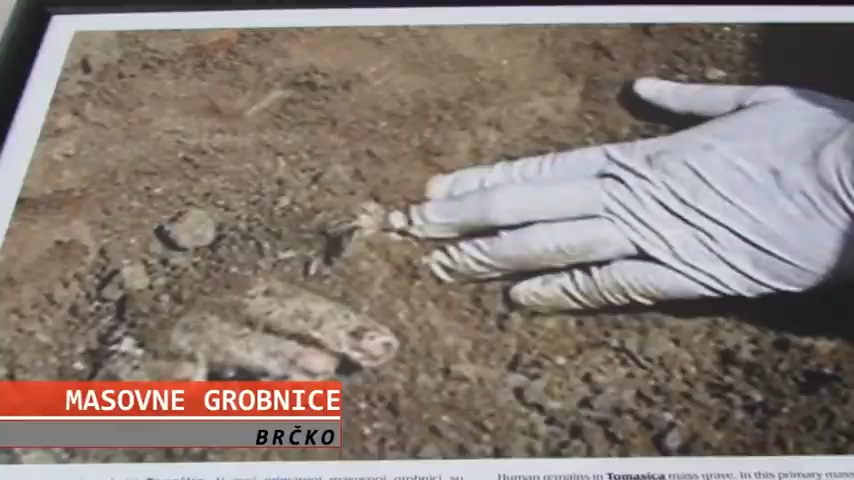 MASOVNE GROBNICE
BRČKO
Human remains in Tomasica mass grave. In this primary mass